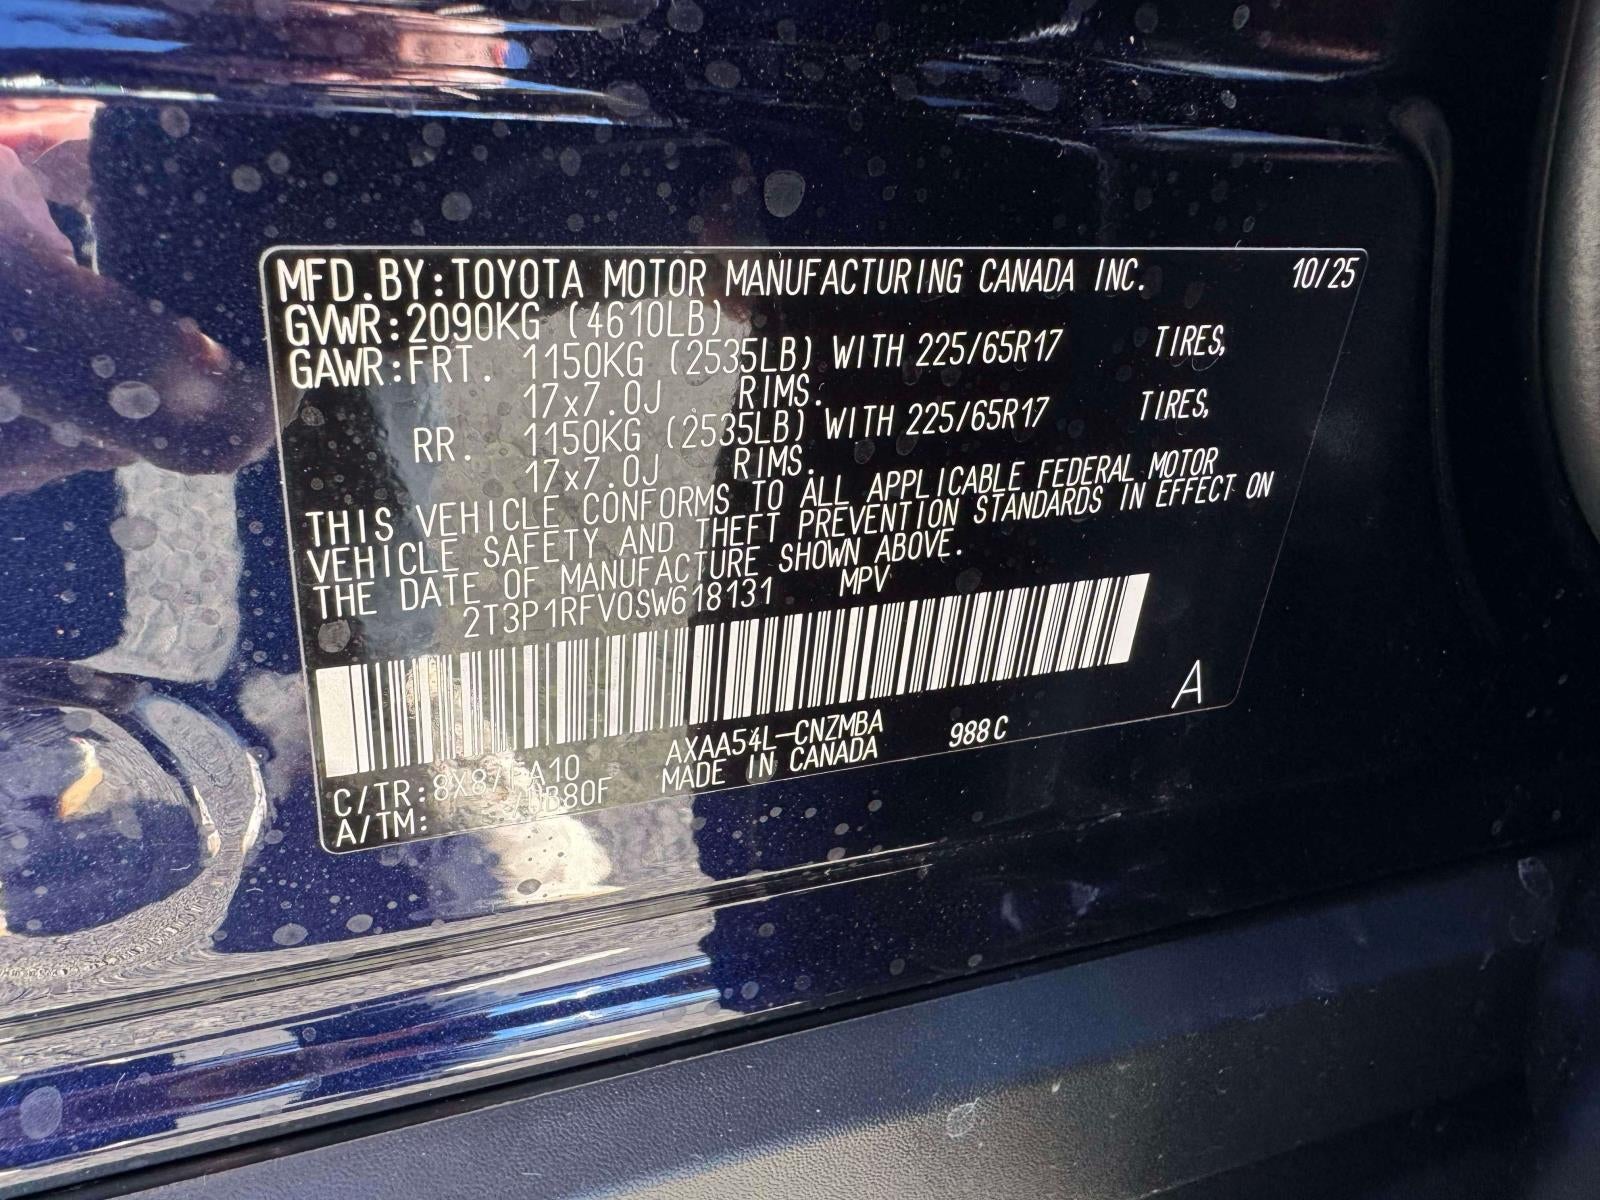 MFD.BY:TOYOTA MOTOR MANUFACTURING CANADA INC. 10/25
GVWR:2090KG (4610LB)
GAWR:FRT. 1150KG (2535LB) WITH 225/65R17 TIRES,
17x7.0J RIMS.
RR. 1150KG (2535LB) WITH 225/65R17 TIRES,
17x7.0J RIMS.
THIS VEHICLE CONFORMS TO ALL APPLICABLE FEDERAL MOTOR
VEHICLE SAFETY AND THEFT PREVENTION STANDARDS IN EFFECT ON
THE DATE OF MANUFACTURE SHOWN ABOVE.
2T3P1RFV0SW618131 MPV
A
AXAA54L-CNZMBA 988C
MADE IN CANADA
C/TR:
A/TM: